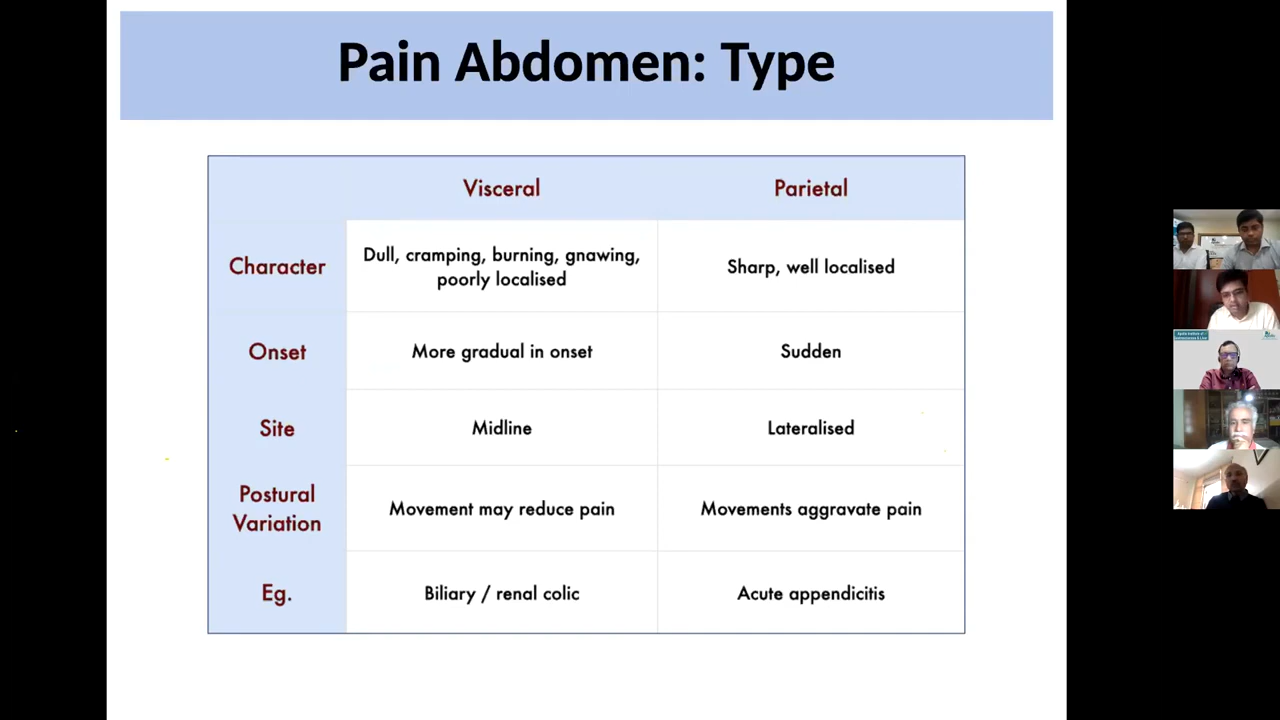 Pain Abdomen: Type
Visceral Parietal
Character Dull, cramping, burning, gnawing, poorly localised Sharp, well localised
Onset More gradual in onset Sudden
Site Midline Lateralised
Postural Variation Movement may reduce pain Movements aggravate pain
Eg. Biliary / renal colic Acute appendicitis